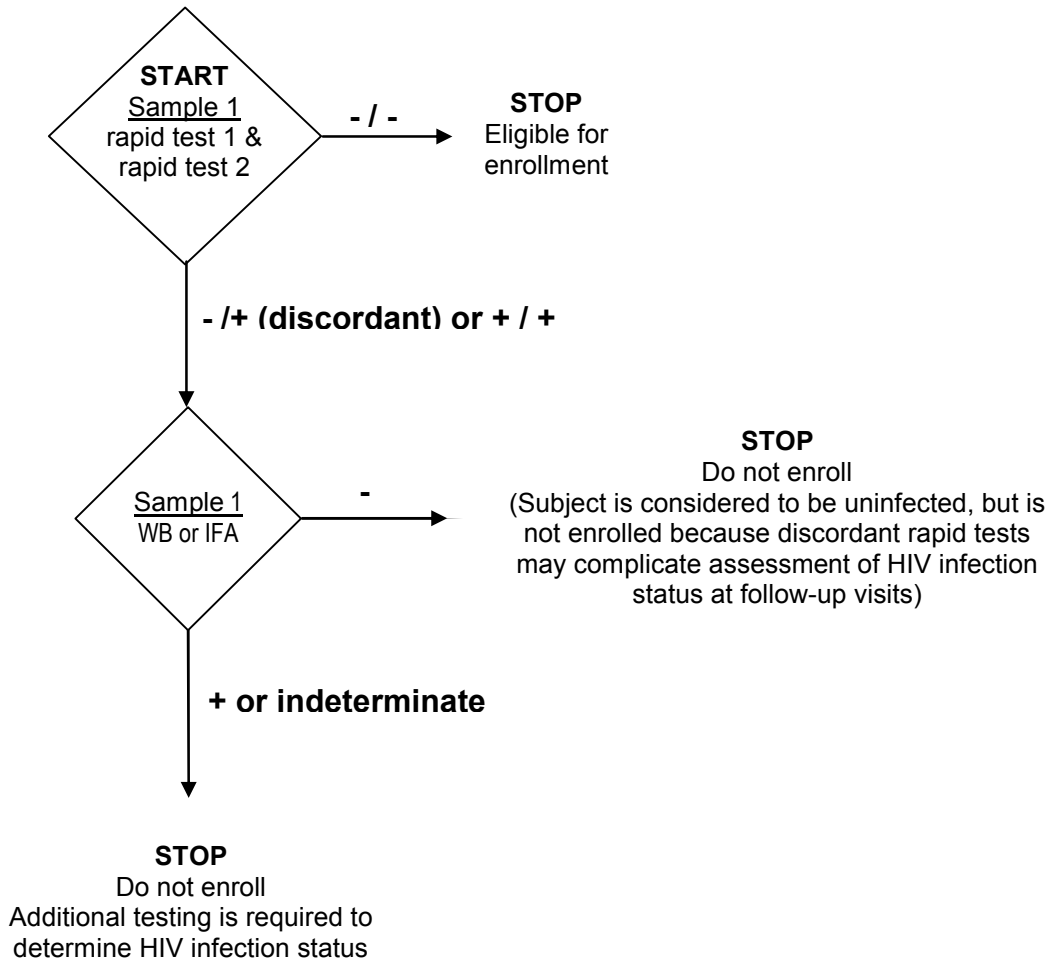 START
Sample 1
rapid test 1 &
rapid test 2
- / -
STOP
Eligible for
enrollment
- /+ (discordant) or + / +
Sample 1
WB or IFA
-
STOP
Do not enroll
(Subject is considered to be uninfected, but is
not enrolled because discordant rapid tests
may complicate assessment of HIV infection
status at follow-up visits)
+ or indeterminate
STOP
Do not enroll
Additional testing is required to
determine HIV infection status